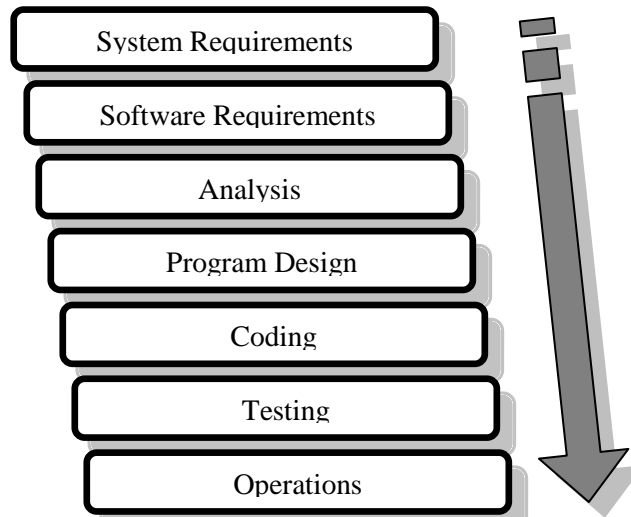 System Requirements
Software Requirements
Analysis
Program Design
Coding
Testing
Operations